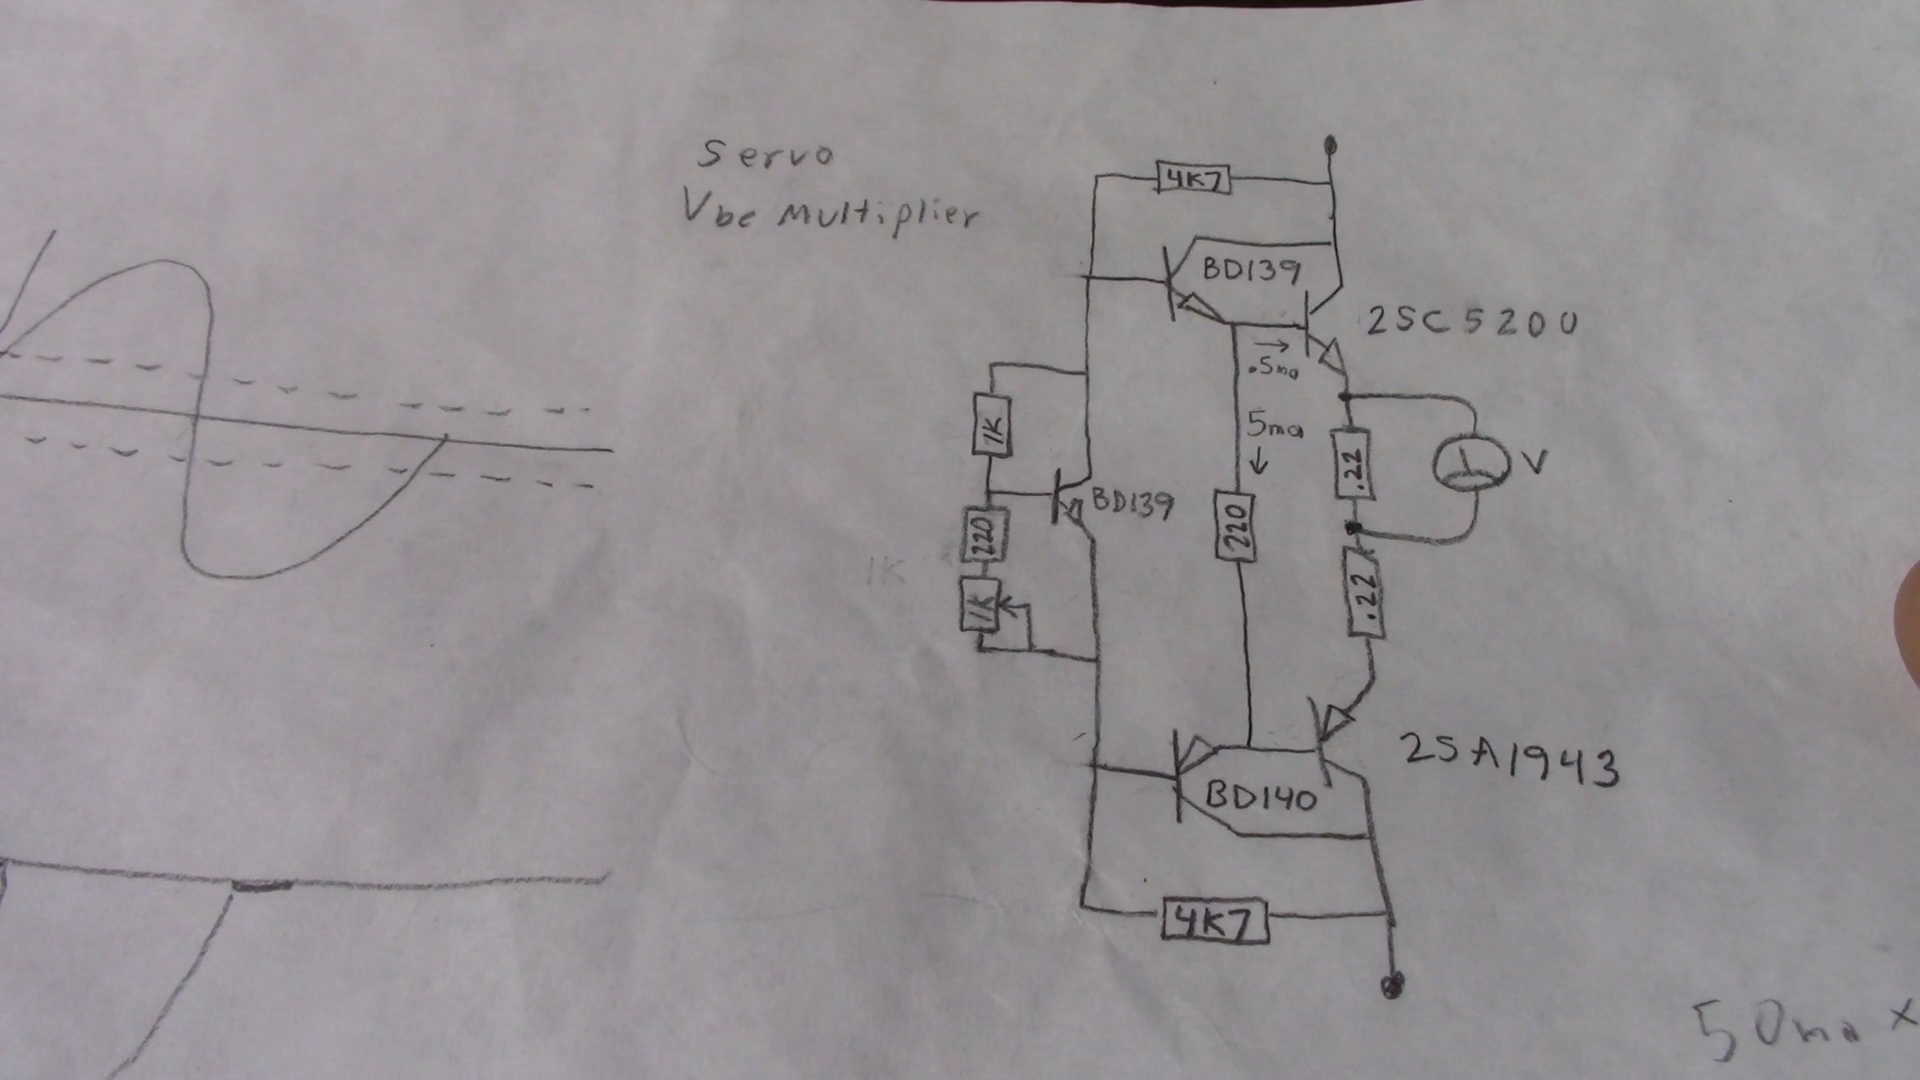 Servo
Vbe Multiplier
4K7
BD139
2SC5200
.5ma
5ma
1K
.22
V
BD139
220
220
1K
1K
.22
2SA1943
BD140
4K7
50ma x